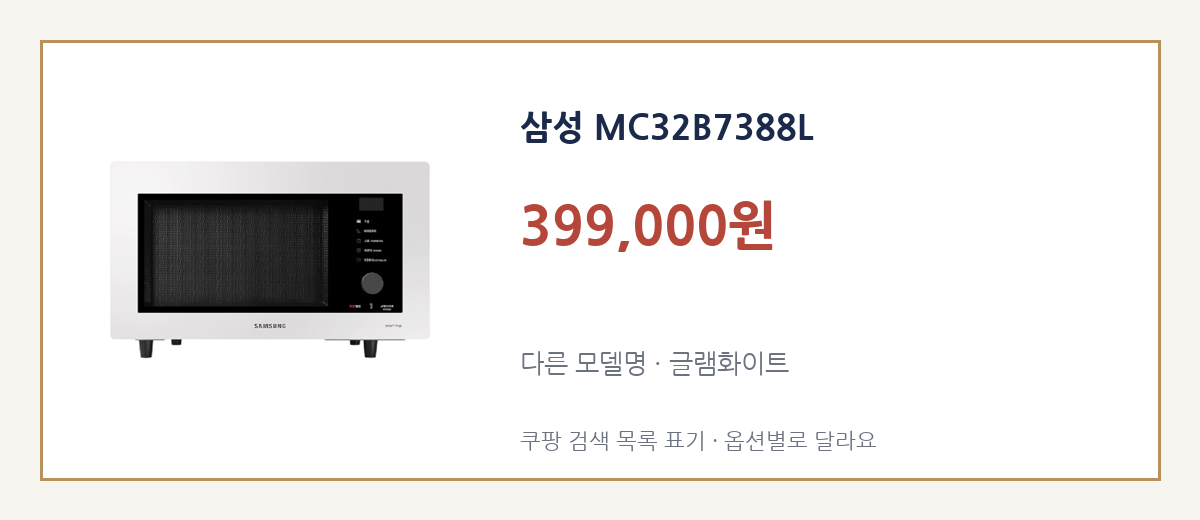 삼성 MC32B7388L
399,000원
다른 모델명 · 글램화이트
쿠팡 검색 목록 표기 · 옵션별로 달라요
SAMSUNG